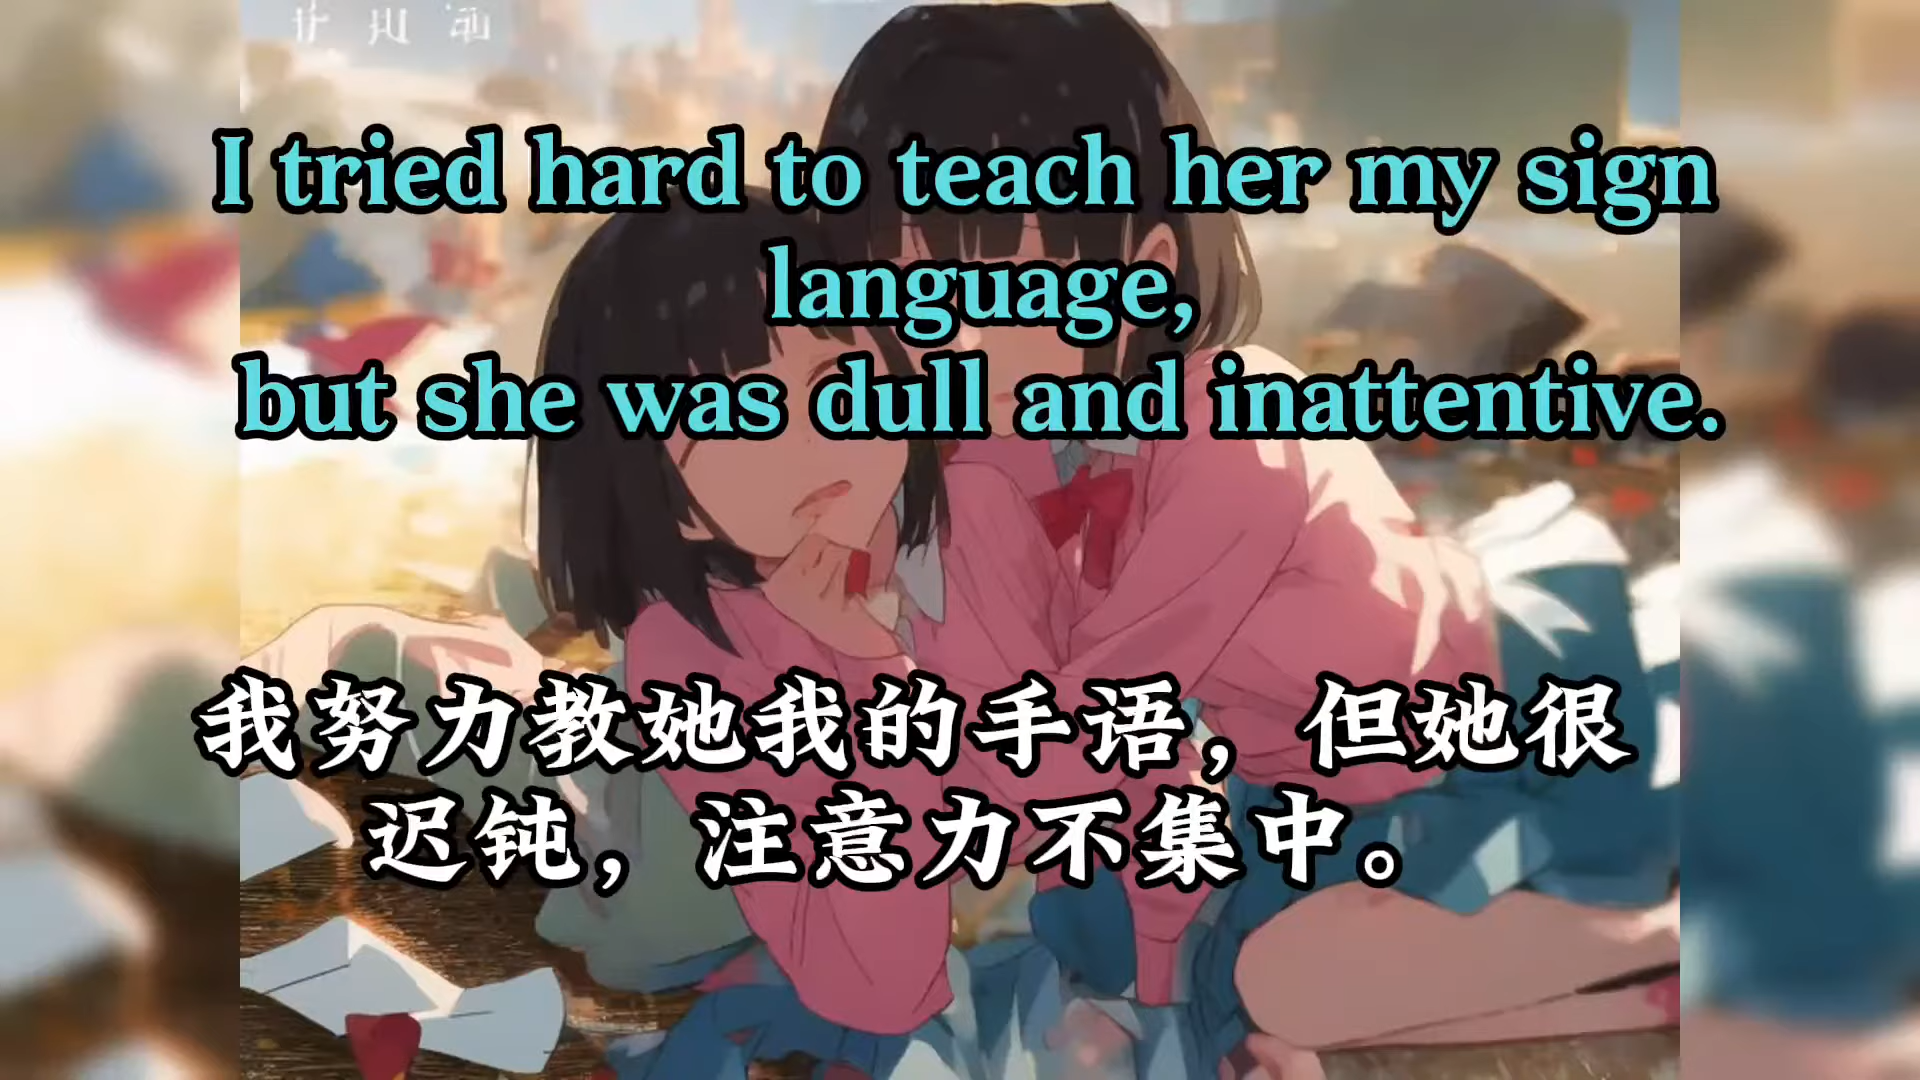 I tried hard to teach her my sign
language,
but she was dull and inattentive.
我努力教她我的手语，但她很
迟钝，注意力不集中。